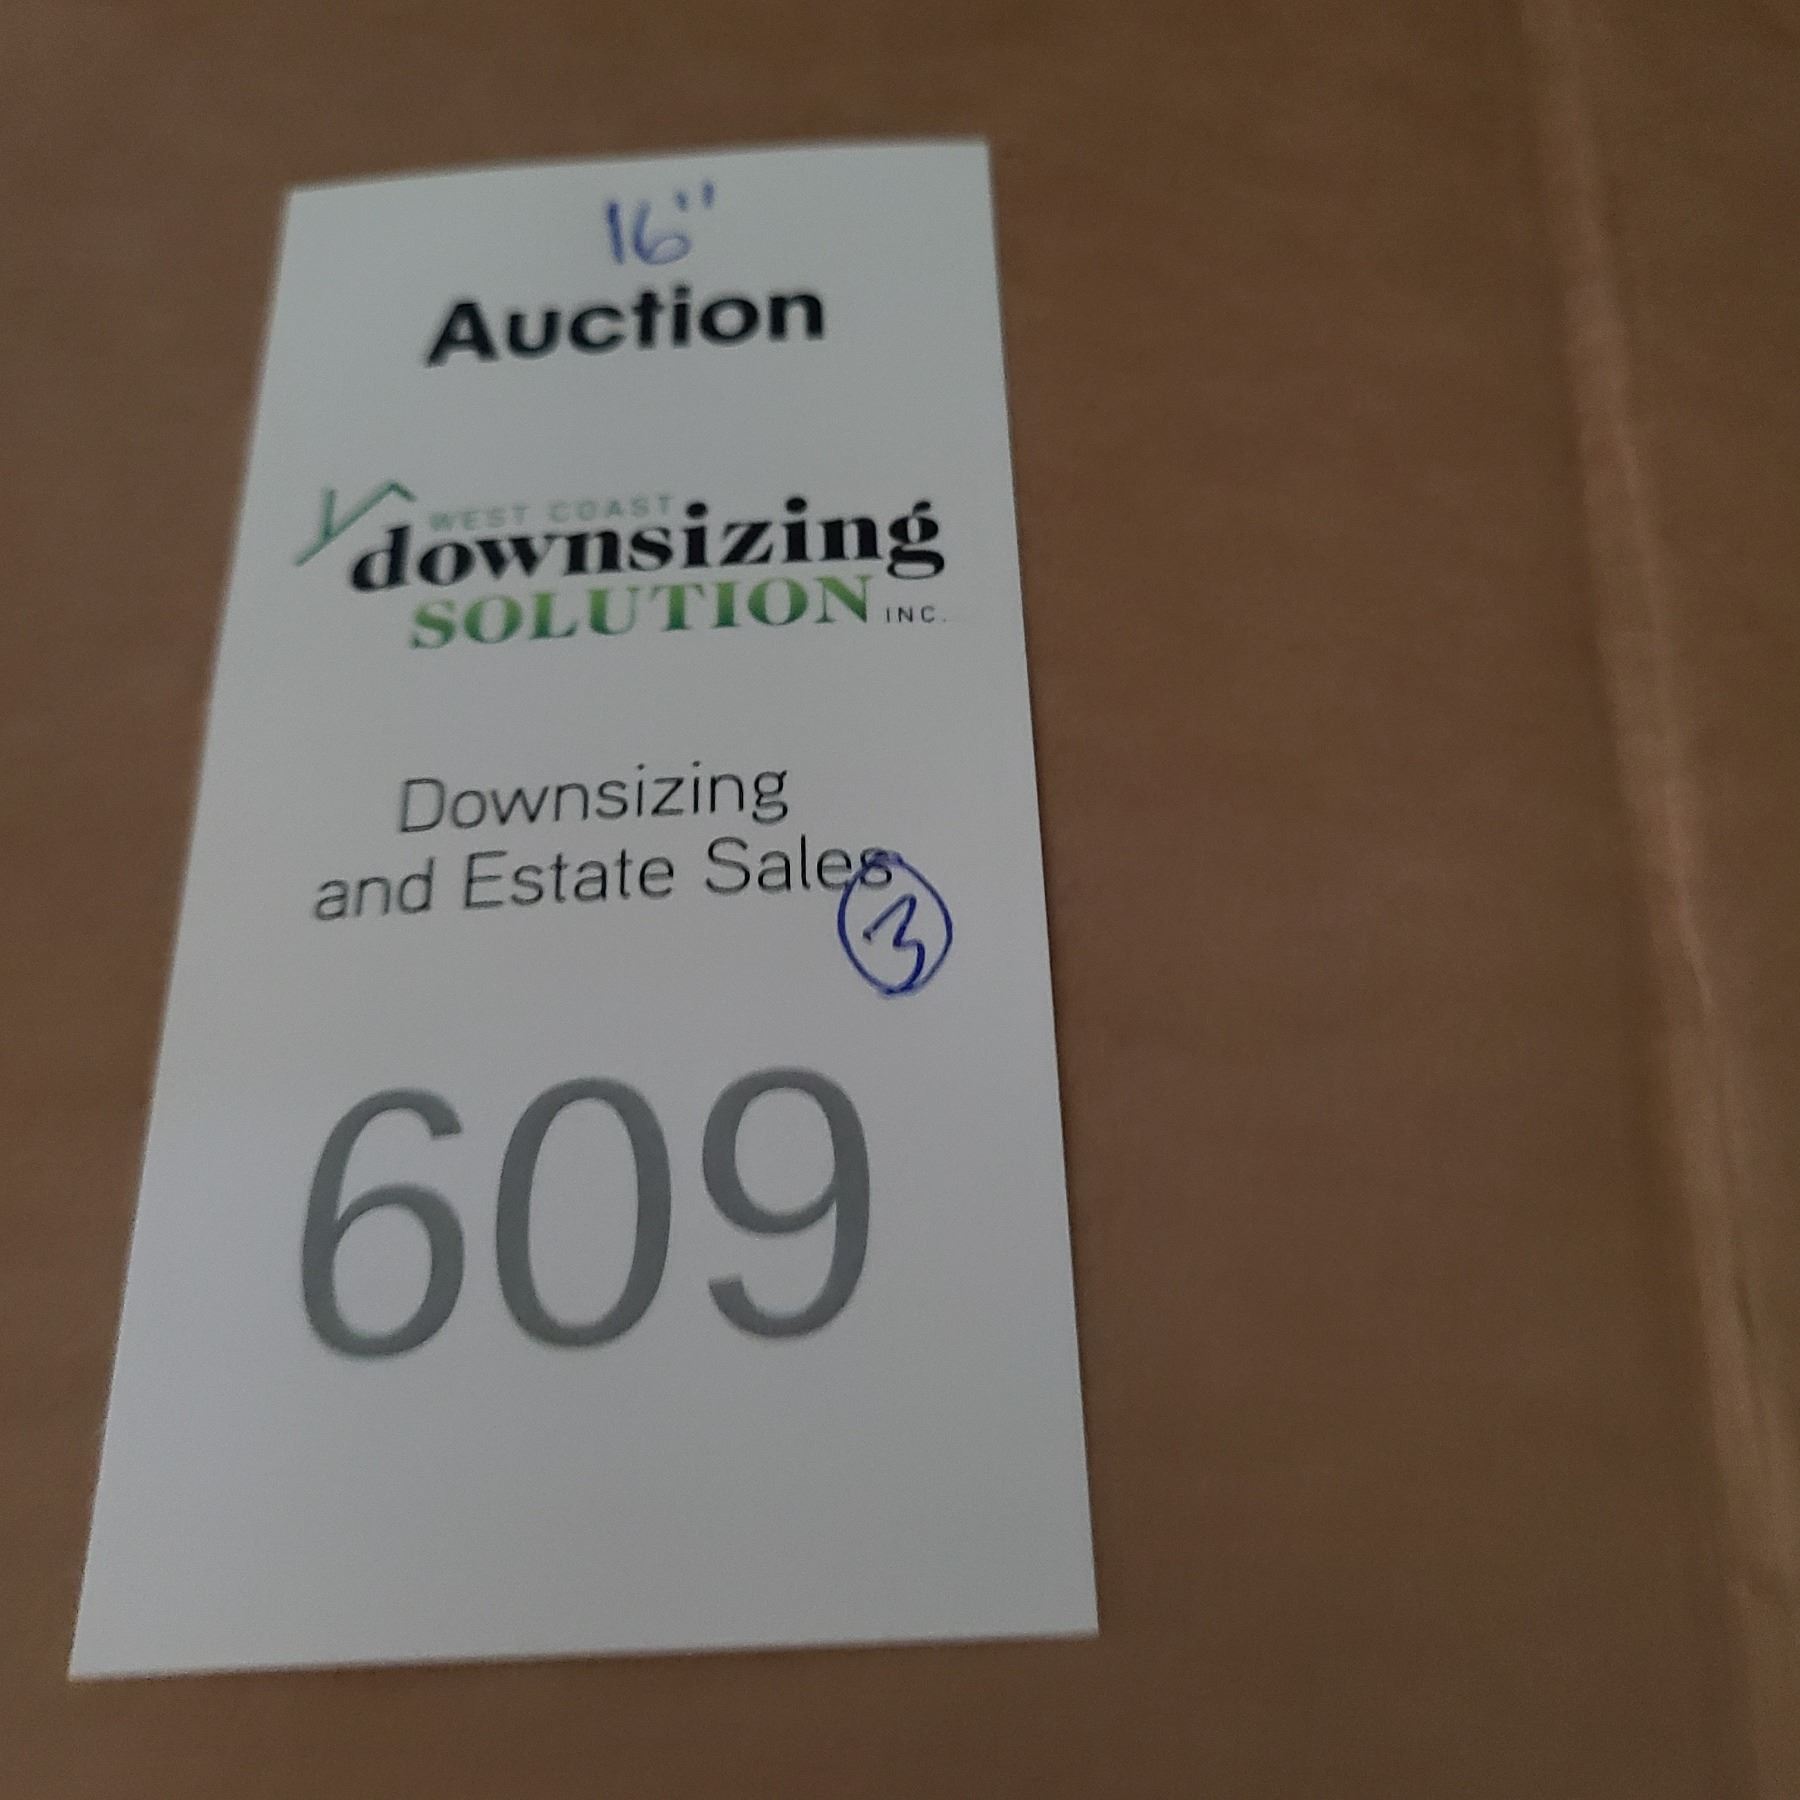 16"
Auction
WEST COAST
downsizing
SOLUTION INC.
Downsizing
and Estate Sales
3
609